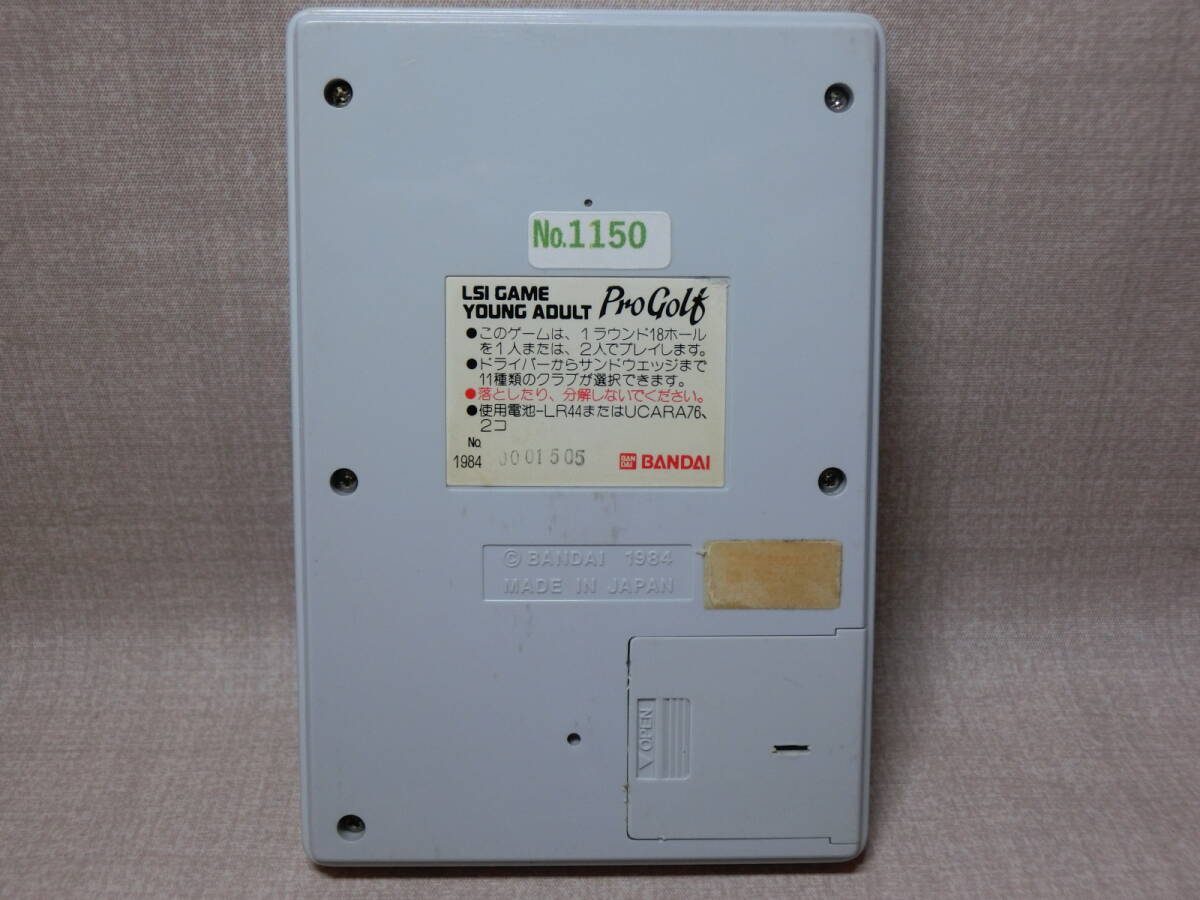 No.1150
LSI GAME
YOUNG ADULT Pro Golf
●このゲームは、1ラウンド18ホール
を1人または、2人でプレイします。
●ドライバーからサンドウェッジまで
11種類のクラブが選択できます。
●落としたり、分解しないでください。
●使用電池-LR44またはUCARA76、
2コ
No.
1984 0001505 BAN DAI BANDAI
© BANDAI 1984
MADE IN JAPAN
OPEN